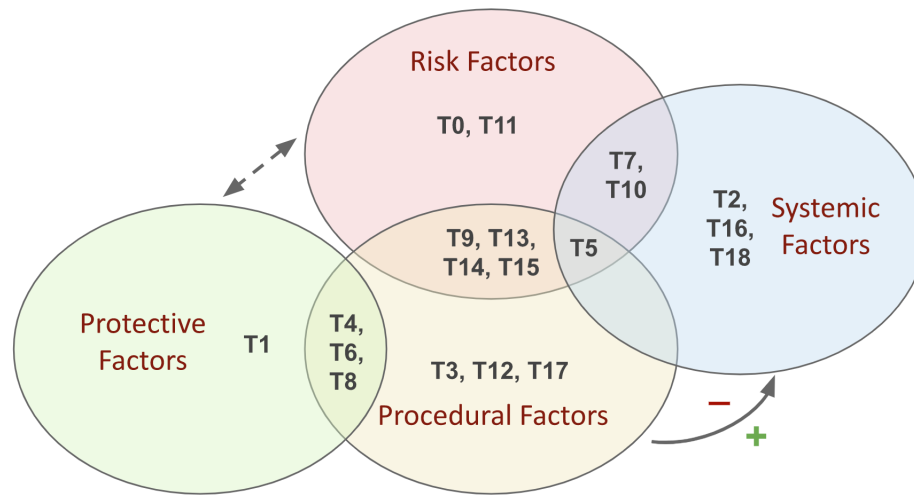 Risk Factors
T0, T11
T7,
T10
T2,
T16,
T18
Systemic
Factors
T9, T13,
T14, T15
T5
Protective
Factors
T1
T4,
T6,
T8
T3, T12, T17
Procedural Factors
−
+